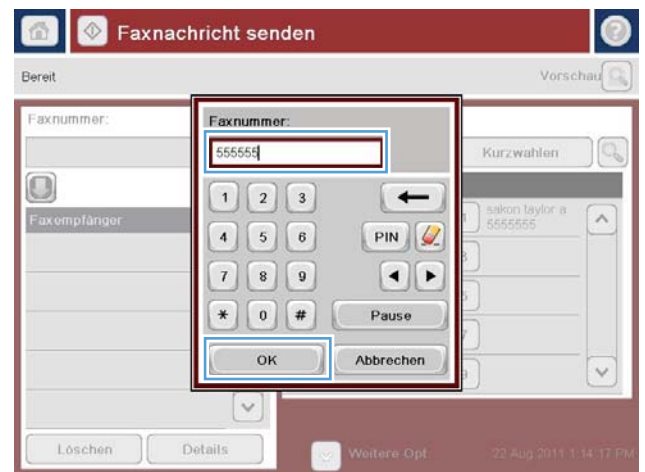 Faxnachricht senden
Bereit
Vorschau
Faxnummer:
Kurzwahlen
Faxempfänger
sakon taylor a
5555555
Faxnummer:
555555
1 2 3
4 5 6 PIN
7 8 9
* 0 # Pause
OK Abbrechen
Löschen Details
Weitere Opt.
22 Aug 2011 1:14:17 PM